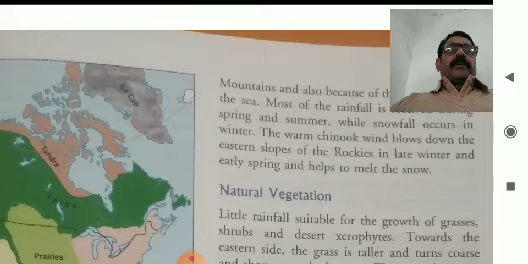 Ice Cap
Tundra
Taiga
Prairies
Mountains and also because of
the sea. Most of the rainfall is
spring and summer, while snowfall occurs in
winter. The warm chinook wind blows down the
eastern slopes of the Rockies in late winter and
early spring and helps to melt the snow.
Natural Vegetation
Little rainfall suitable for the growth of grasses,
shrubs and desert xerophytes. Towards the
eastern side, the grass is taller and turns coarse